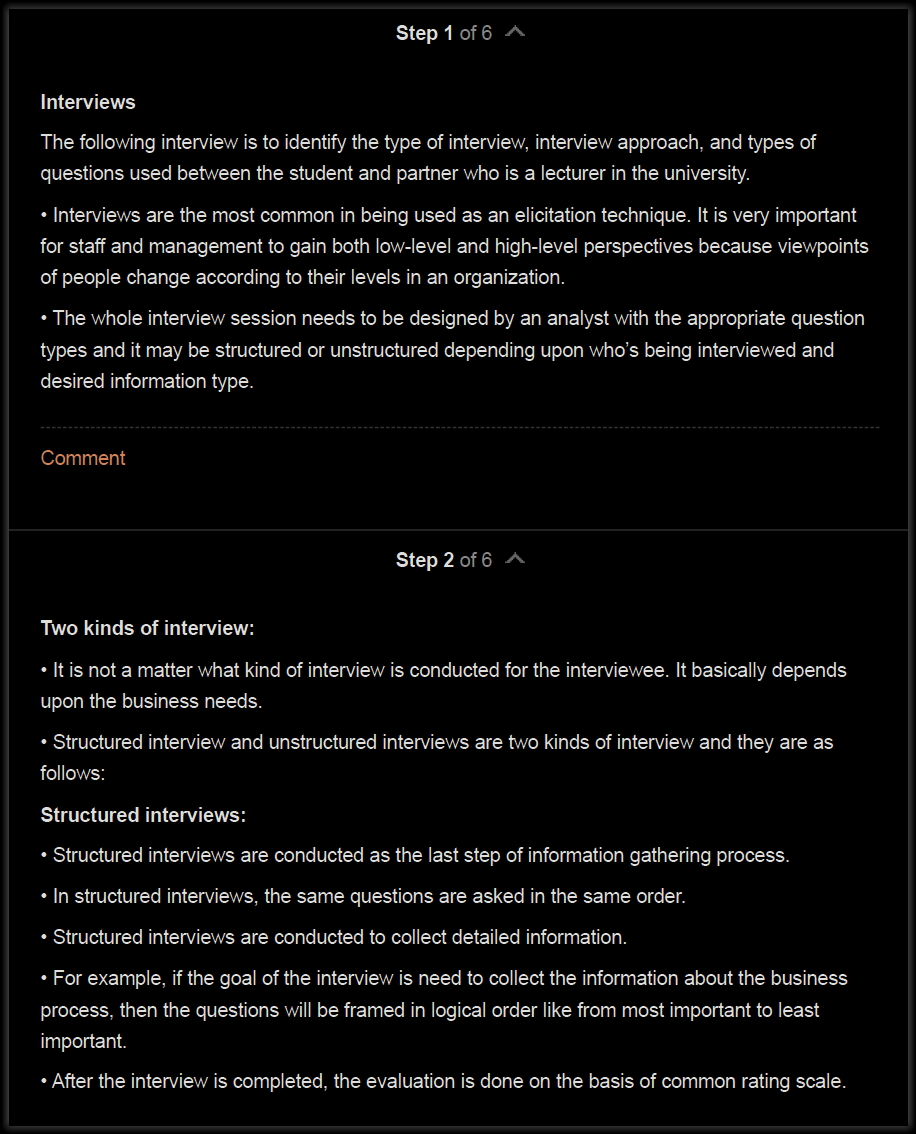 Step 1 of 6
Interviews
The following interview is to identify the type of interview, interview approach, and types of
questions used between the student and partner who is a lecturer in the university.
• Interviews are the most common in being used as an elicitation technique. It is very important
for staff and management to gain both low-level and high-level perspectives because viewpoints
of people change according to their levels in an organization.
• The whole interview session needs to be designed by an analyst with the appropriate question
types and it may be structured or unstructured depending upon who's being interviewed and
desired information type.
Comment
Step 2 of 6
Two kinds of interview:
• It is not a matter what kind of interview is conducted for the interviewee. It basically depends
upon the business needs.
• Structured interview and unstructured interviews are two kinds of interview and they are as
follows:
Structured interviews:
• Structured interviews are conducted as the last step of information gathering process.
• In structured interviews, the same questions are asked in the same order.
• Structured interviews are conducted to collect detailed information.
• For example, if the goal of the interview is need to collect the information about the business
process, then the questions will be framed in logical order like from most important to least
important.
• After the interview is completed, the evaluation is done on the basis of common rating scale.